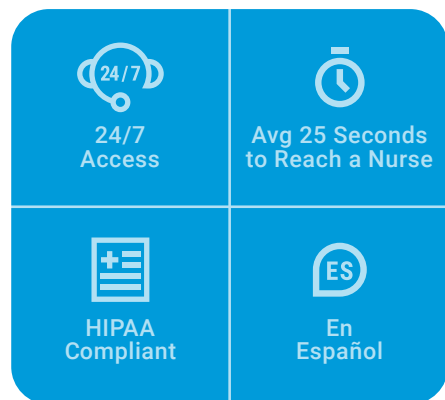 24/7
24/7
Access
Avg 25 Seconds
to Reach a Nurse
HIPAA
Compliant
ES
En
Español